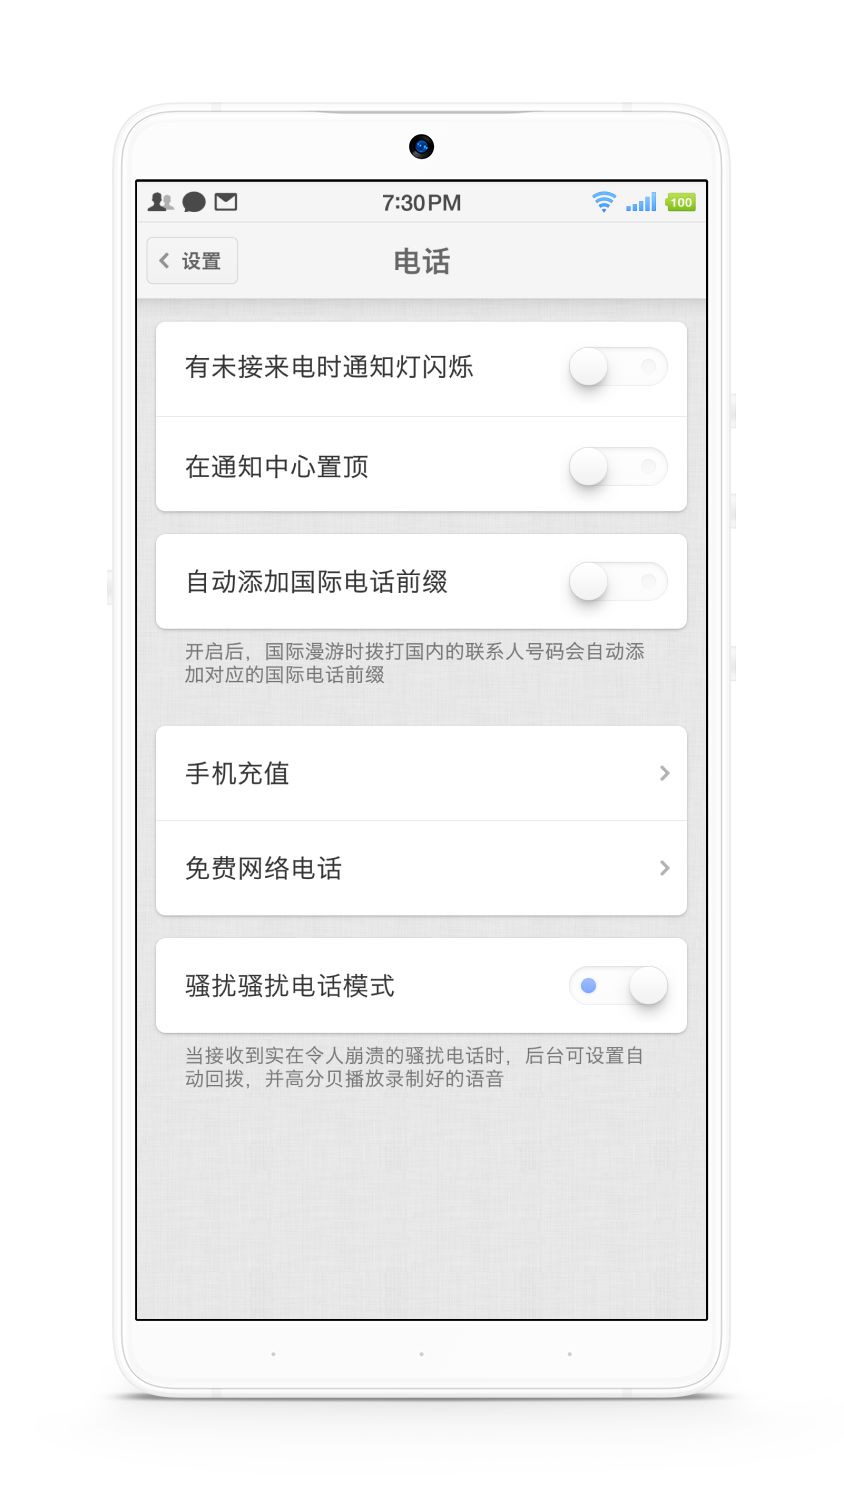 7:30PM
100
设置
电话
有未接来电时通知灯闪烁
在通知中心置顶
自动添加国际电话前缀
开启后，国际漫游时拨打国内的联系人号码会自动添
加对应的国际电话前缀
手机充值
免费网络电话
骚扰骚扰电话模式
当接收到实在令人崩溃的骚扰电话时，后台可设置自
动回拨，并高分贝播放录制好的语音